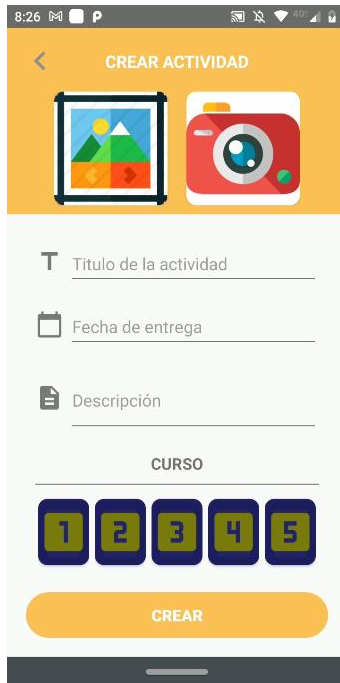 8:26 40%
CREAR ACTIVIDAD
Titulo de la actividad
Fecha de entrega
Descripción
CURSO
1 2 3 4 5
CREAR